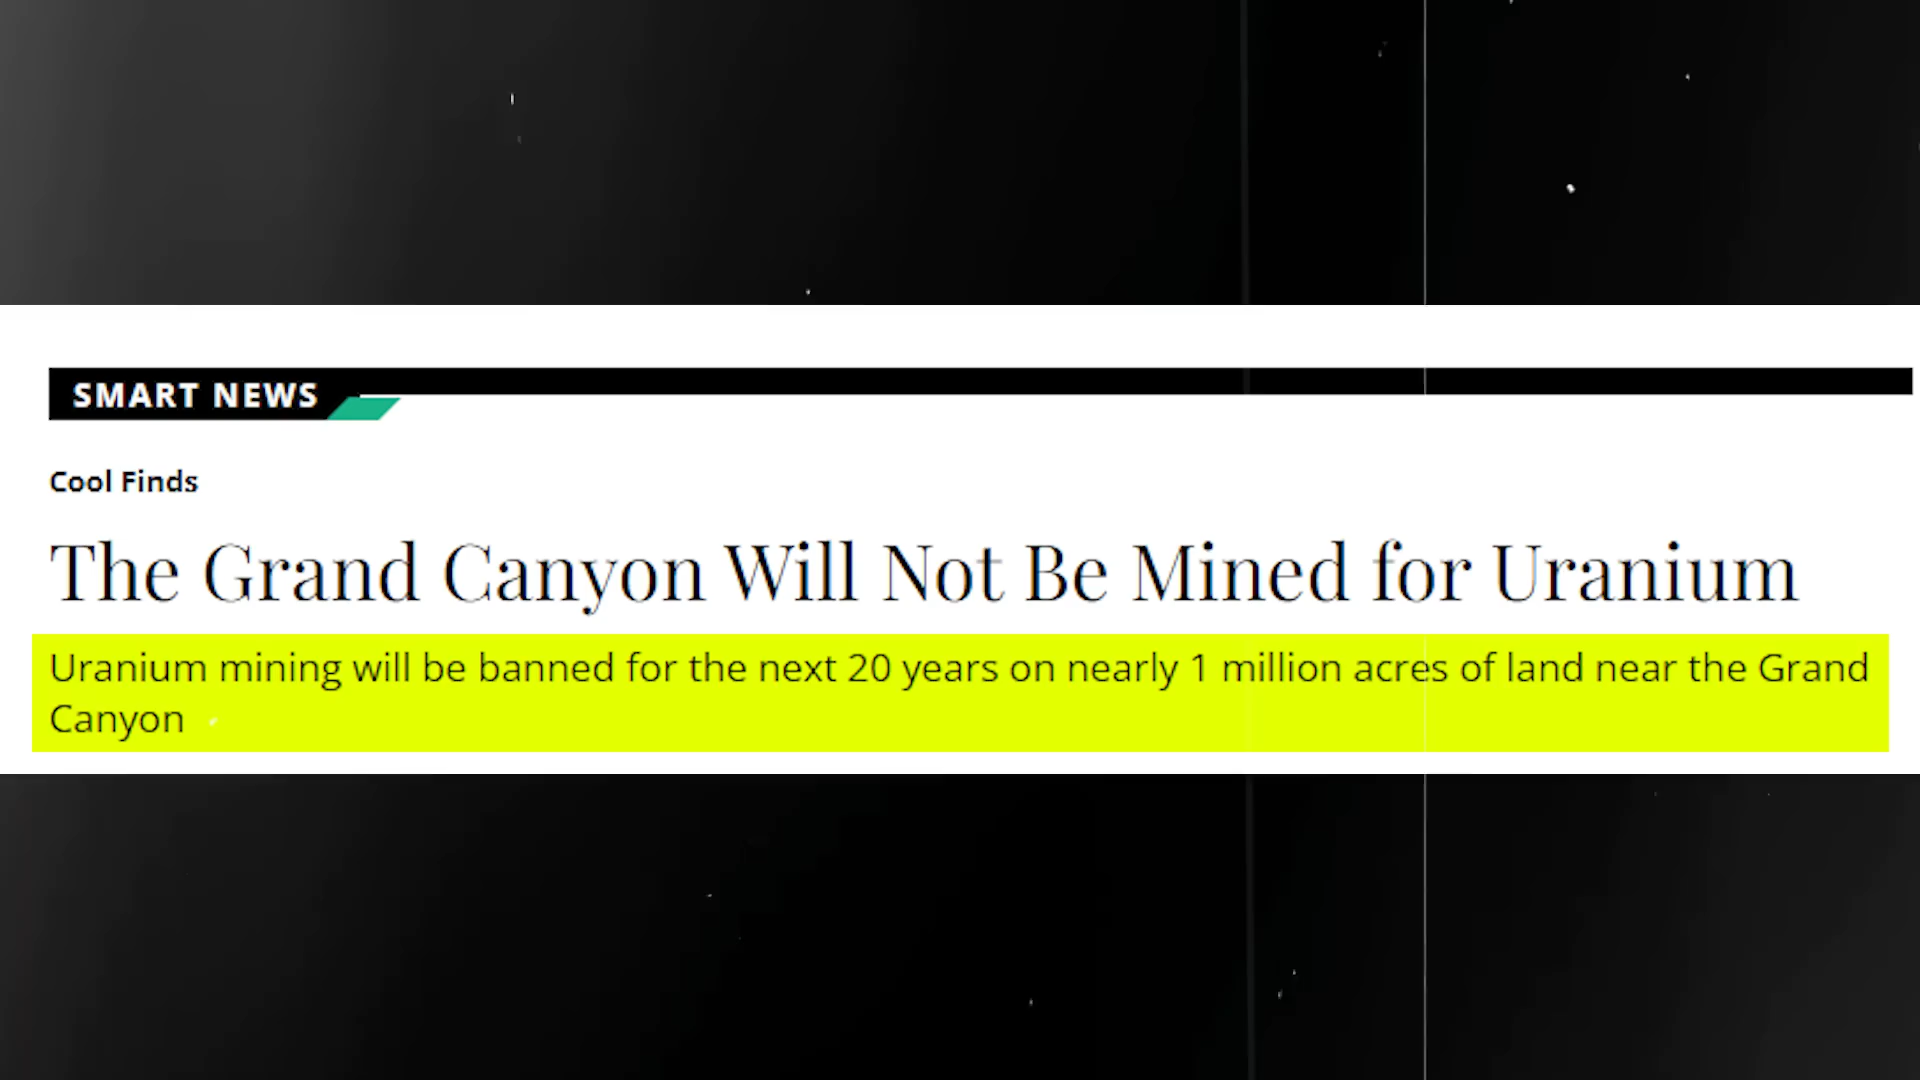 SMART NEWS
Cool Finds
The Grand Canyon Will Not Be Mined for Uranium
Uranium mining will be banned for the next 20 years on nearly 1 million acres of land near the Grand
Canyon